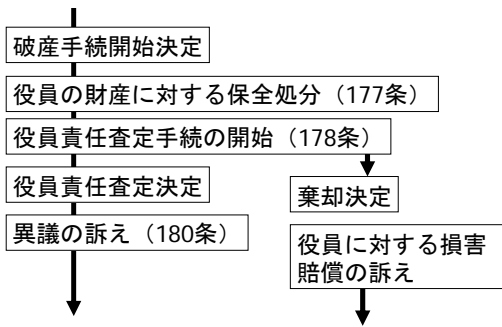 破産手続開始決定
役員の財産に対する保全処分（177条）
役員責任査定手続の開始（178条）
役員責任査定決定
異議の訴え（180条）
棄却決定
役員に対する損害
賠償の訴え